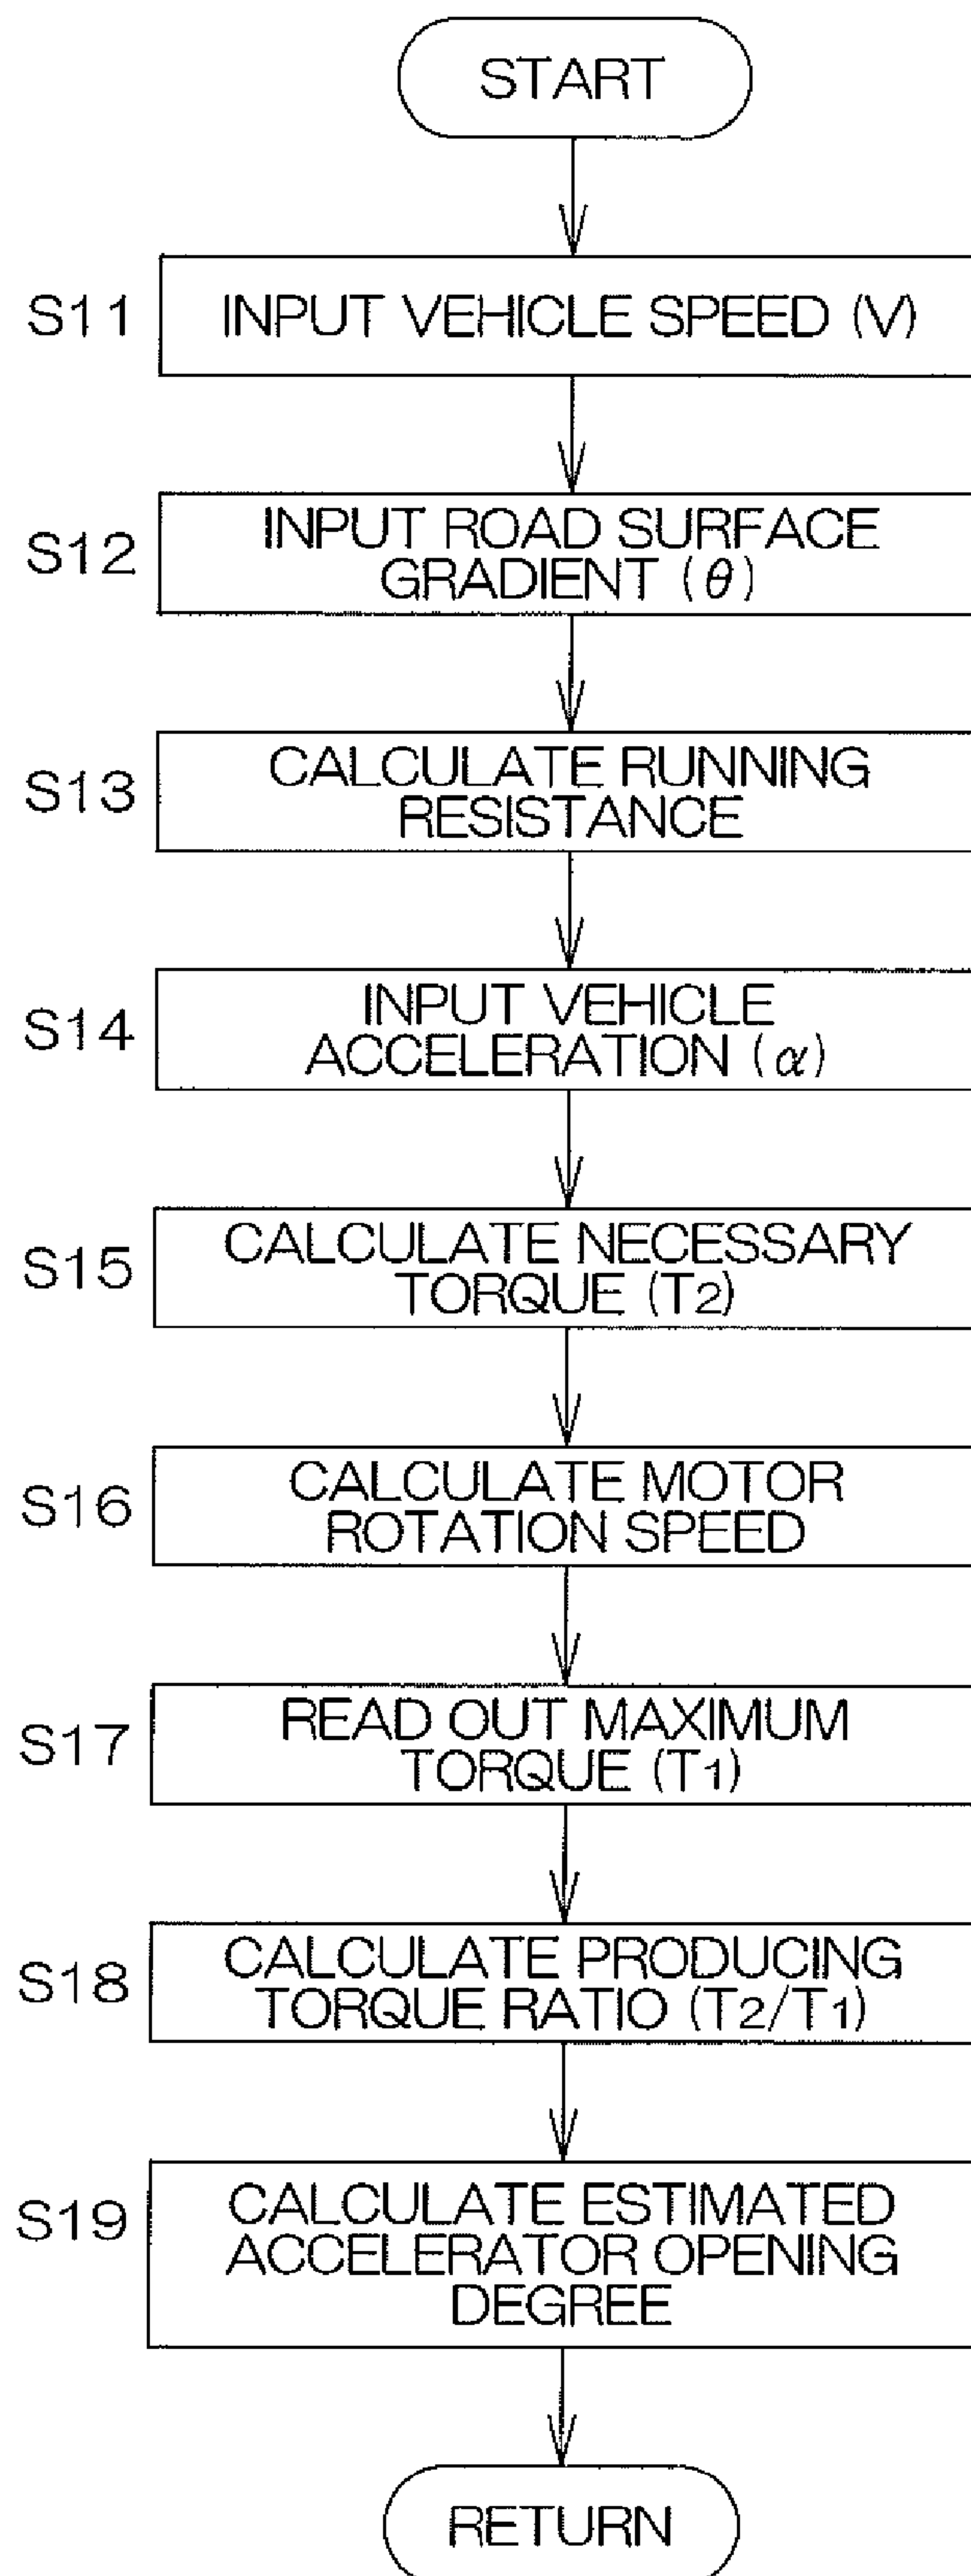 START
S11 INPUT VEHICLE SPEED (V)
S12 INPUT ROAD SURFACE
GRADIENT (θ)
S13 CALCULATE RUNNING
RESISTANCE
S14 INPUT VEHICLE
ACCELERATION (α)
S15 CALCULATE NECESSARY
TORQUE (T2)
S16 CALCULATE MOTOR
ROTATION SPEED
S17 READ OUT MAXIMUM
TORQUE (T1)
S18 CALCULATE PRODUCING
TORQUE RATIO (T2/T1)
S19 CALCULATE ESTIMATED
ACCELERATOR OPENING
DEGREE
RETURN